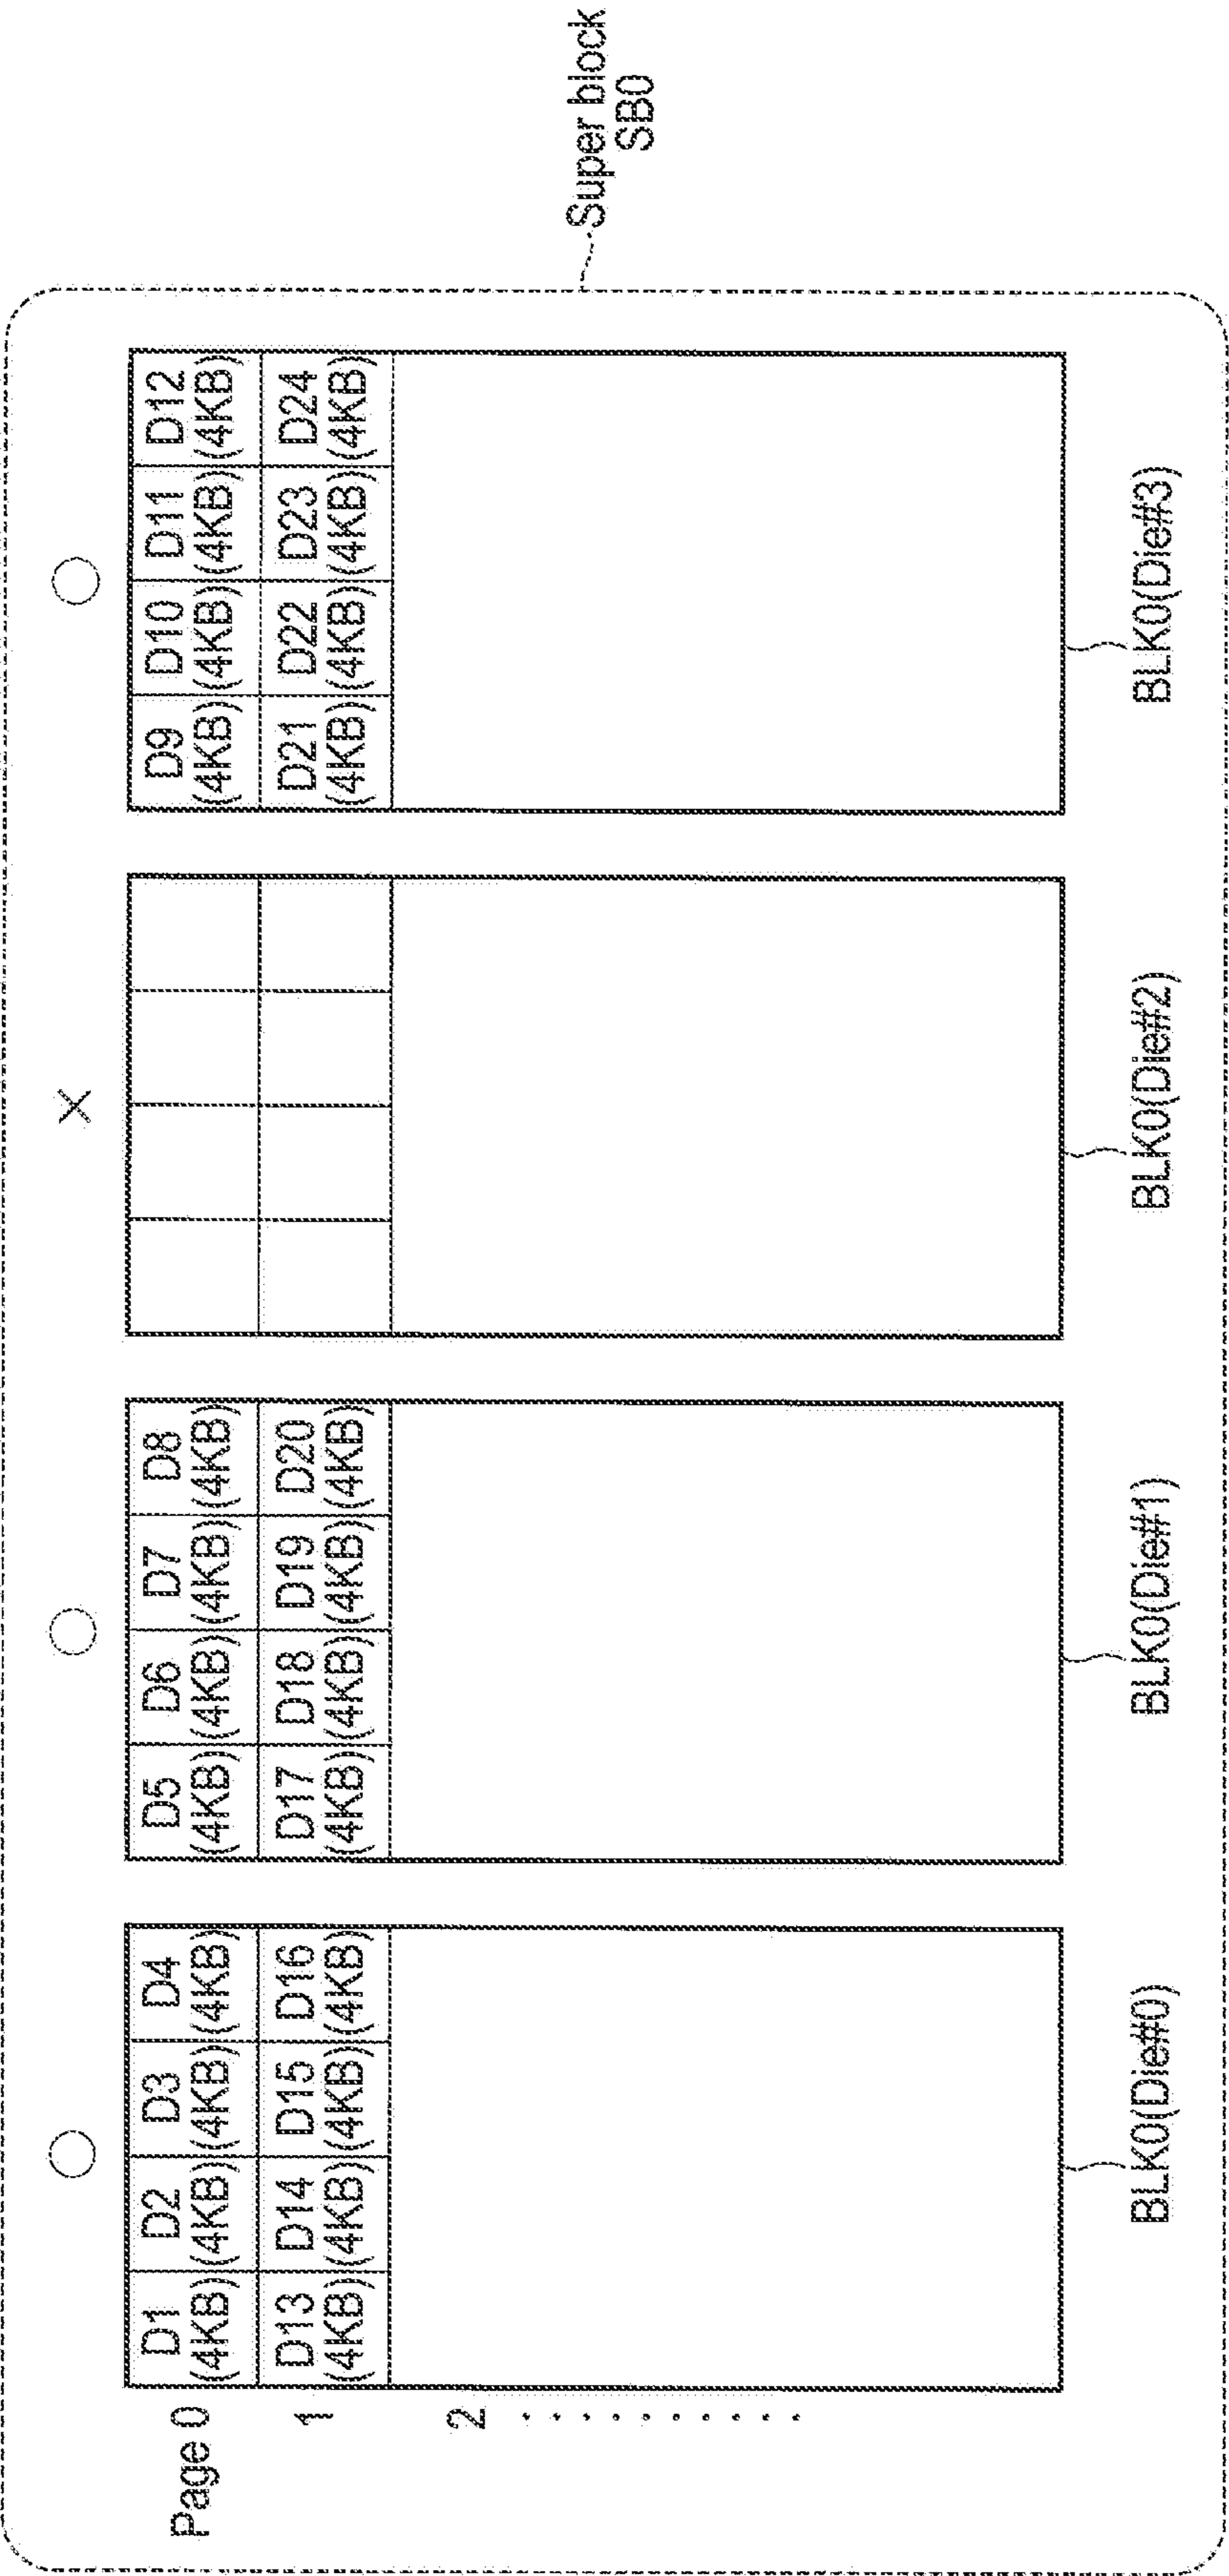 Super block
SB0
○ ○ × ○
Page 0
D1 D2 D3 D4 D5 D6 D7 D8 D9 D10 D11 D12
(4KB) (4KB) (4KB) (4KB) (4KB) (4KB) (4KB) (4KB) (4KB) (4KB) (4KB) (4KB)
1
D13 D14 D15 D16 D17 D18 D19 D20 D21 D22 D23 D24
(4KB) (4KB) (4KB) (4KB) (4KB) (4KB) (4KB) (4KB) (4KB) (4KB) (4KB) (4KB)
2
BLK0(Die#0) BLK0(Die#1) BLK0(Die#2) BLK0(Die#3)